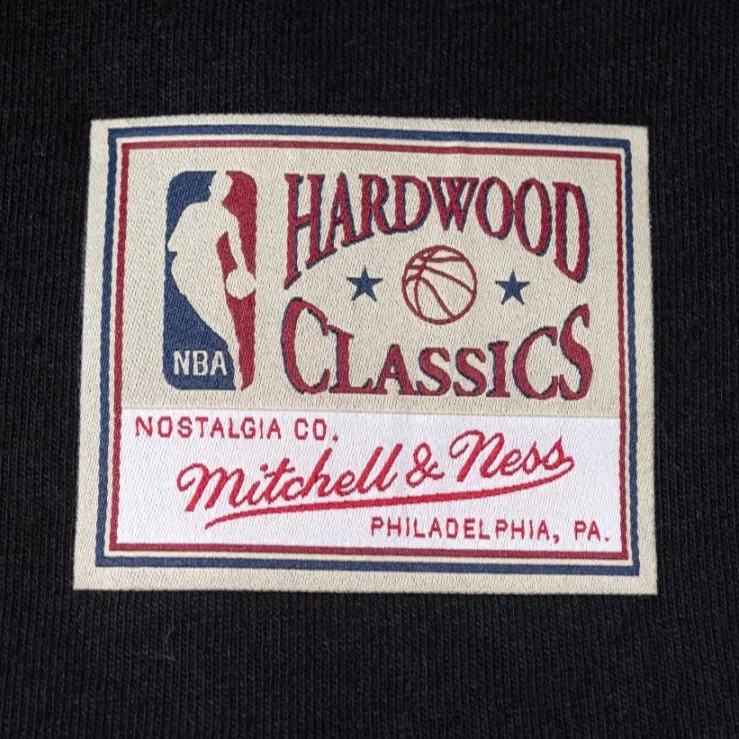 HARDWOOD
CLASSICS
NBA
NOSTALGIA CO.
Mitchell & Ness
PHILADELPHIA, PA.